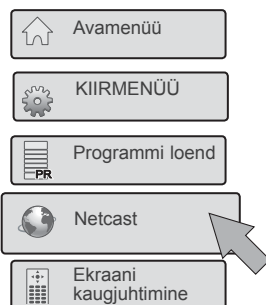 Avamenüü
KIIRMENÜÜ
PR
Programmi loend
Netcast
Ekraani
kaugjuhtimine